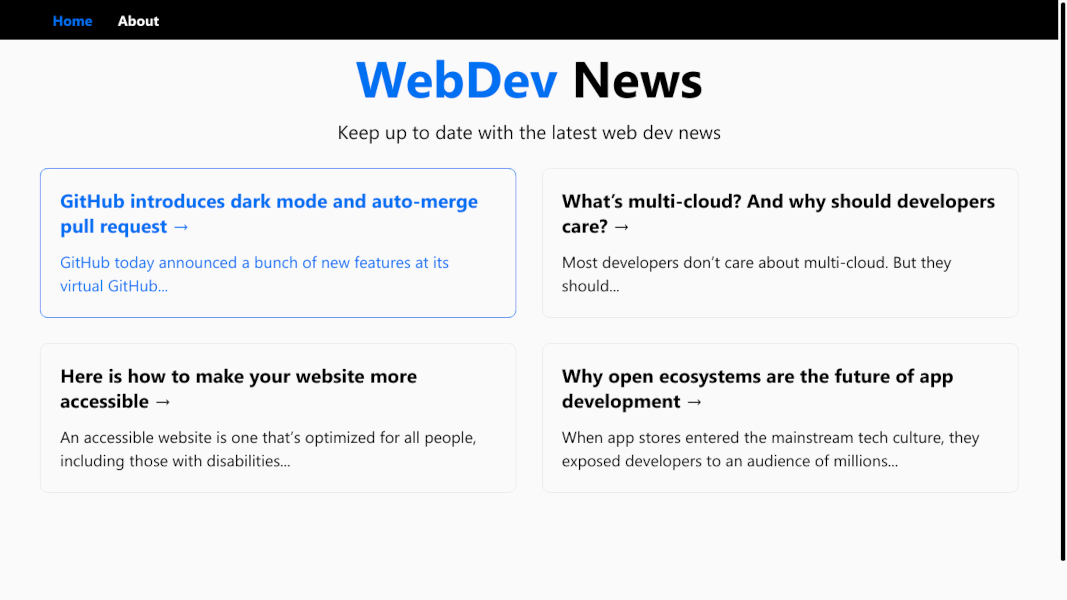 Home About
WebDev News
Keep up to date with the latest web dev news
GitHub introduces dark mode and auto-merge
pull request →
GitHub today announced a bunch of new features at its
virtual GitHub...
What’s multi-cloud? And why should developers
care? →
Most developers don’t care about multi-cloud. But they
should...
Here is how to make your website more
accessible →
An accessible website is one that’s optimized for all people,
including those with disabilities...
Why open ecosystems are the future of app
development →
When app stores entered the mainstream tech culture, they
exposed developers to an audience of millions...